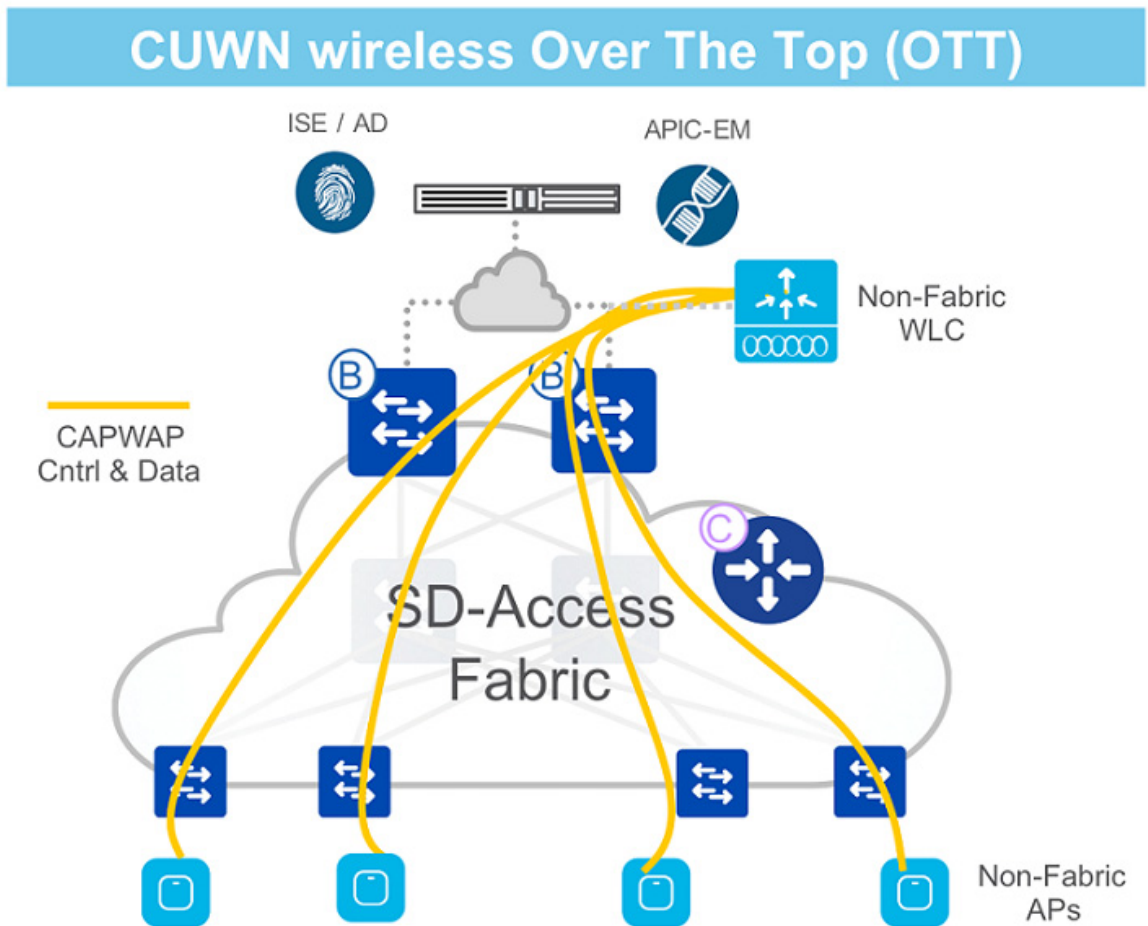 CUWN wireless Over The Top (OTT)
ISE / AD
APIC-EM
Non-Fabric
WLC
B
B
CAPWAP
Cntrl & Data
C
SD-Access
Fabric
Non-Fabric
APs